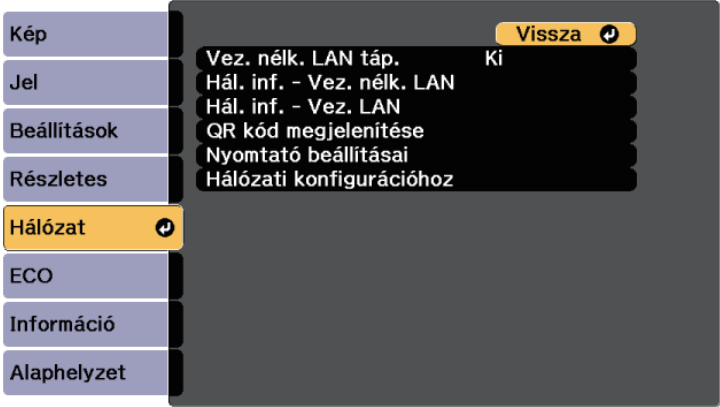 Kép
Jel
Beállítások
Részletes
Hálózat
ECO
Információ
Alaphelyzet
Vissza
Vez. nélk. LAN táp. Ki
Hál. inf. - Vez. nélk. LAN
Hál. inf. - Vez. LAN
QR kód megjelenítése
Nyomtató beállításai
Hálózati konfigurációhoz